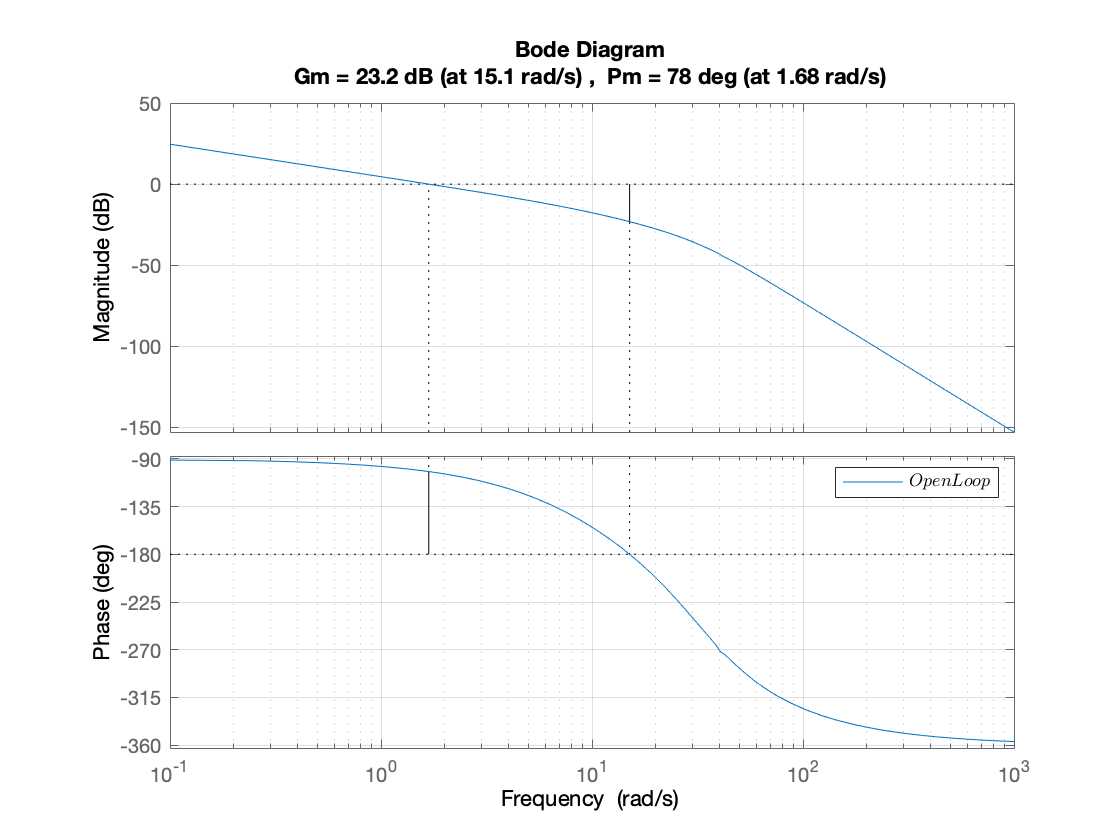 Bode Diagram
Gm = 23.2 dB (at 15.1 rad/s) ,  Pm = 78 deg (at 1.68 rad/s)
50
0
-50
-100
-150
Magnitude (dB)
-90
-135
-180
-225
-270
-315
-360
Phase (deg)
OpenLoop
10^-1
10^0
10^1
10^2
10^3
Frequency  (rad/s)